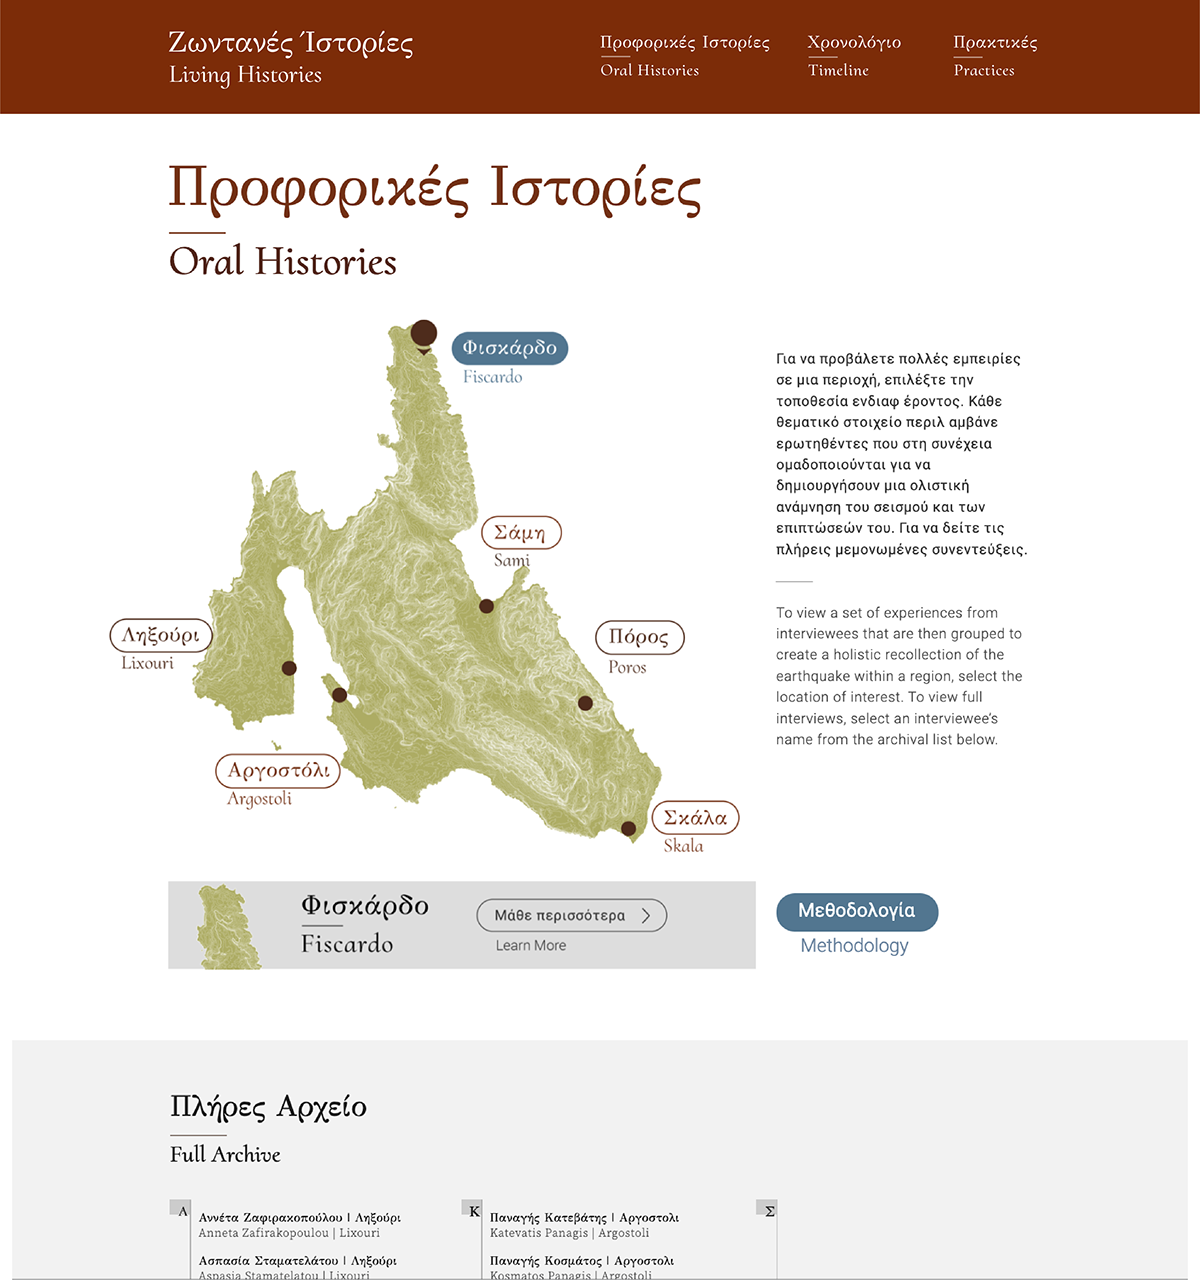 Ζωντανές Ἱστορίες
Living Histories
Προφορικές Ιστορίες
Oral Histories
Χρονολόγιο
Timeline
Πρακτικές
Practices
Προφορικές Ιστορίες
Oral Histories
Φισκάρδο
Fiscardo
Σάμη
Sami
Πόρος
Poros
Ληξούρι
Lixouri
Αργοστόλι
Argostoli
Σκάλα
Skala
Για να προβάλετε πολλές εμπειρίες
σε μια περιοχή, επιλέξτε την
τοποθεσία ενδιαφ έροντος. Κάθε
θεματικό στοιχείο περιλ αμβάνε
ερωτηθέντες που στη συνέχεια
ομαδοποιούνται για να
δημιουργήσουν μια ολιστική
ανάμνηση του σεισμού και των
επιπτώσεών του. Για να δείτε τις
πλήρεις μεμονωμένες συνεντεύξεις.
To view a set of experiences from
interviewees that are then grouped to
create a holistic recollection of the
earthquake within a region, select the
location of interest. To view full
interviews, select an interviewee's
name from the archival list below.
Φισκάρδο
Fiscardo
Μάθε περισσότερα
Learn More
Μεθοδολογία
Methodology
Πλήρες Αρχείο
Full Archive
Α
Αννέτα Ζαφιρακοπούλου | Ληξούρι
Anneta Zafirakopoulou | Lixouri
Ασπασία Σταματελάτου | Ληξούρι
Aspasia Stamatelatou | Lixouri
Κ
Παναγής Κατεβάτης | Αργοστολι
Katevatis Panagis | Argostoli
Παναγής Κοσμάτος | Αργοστολι
Kosmatos Panagis | Argostoli
Σ